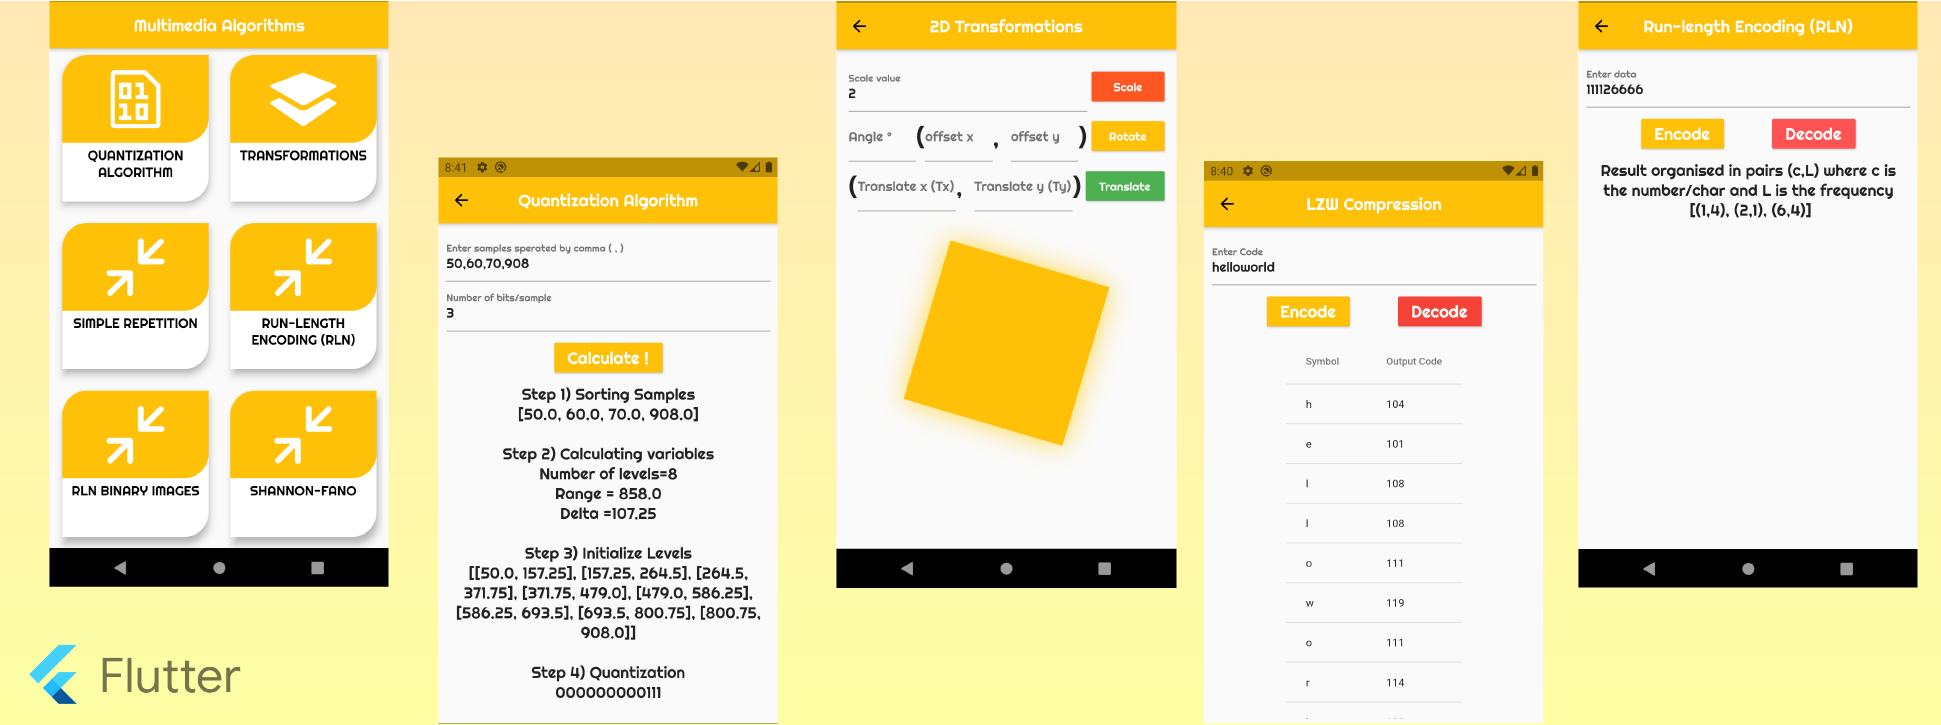 Multimedia Algorithms
QUANTIZATION
ALGORITHM
TRANSFORMATIONS
SIMPLE REPETITION
RUN-LENGTH
ENCODING (RLN)
RLN BINARY IMAGES
SHANNON-FANO
Flutter
8:41
Quantization Algorithm
Enter samples sperated by comma ( , )
50,60,70,908
Number of bits/sample
3
Calculate !
Step 1) Sorting Samples
[50.0, 60.0, 70.0, 908.0]
Step 2) Calculating variables
Number of levels=8
Range = 858.0
Delta =107.25
Step 3) Initialize Levels
[[50.0, 157.25], [157.25, 264.5], [264.5,
371.75], [371.75, 479.0], [479.0, 586.25],
[586.25, 693.5], [693.5, 800.75], [800.75,
908.0]]
Step 4) Quantization
000000000111
2D Transformations
Scale value
2
Scale
Angle ° (offset x , offset y ) Rotate
(Translate x (Tx), Translate y (Ty)) Translate
8:40
LZW Compression
Enter Code
helloworld
Encode Decode
Symbol Output Code
h 104
e 101
l 108
l 108
o 111
w 119
o 111
r 114
Run-length Encoding (RLN)
Enter data
111126666
Encode Decode
Result organised in pairs (c,L) where c is
the number/char and L is the frequency
[(1,4), (2,1), (6,4)]